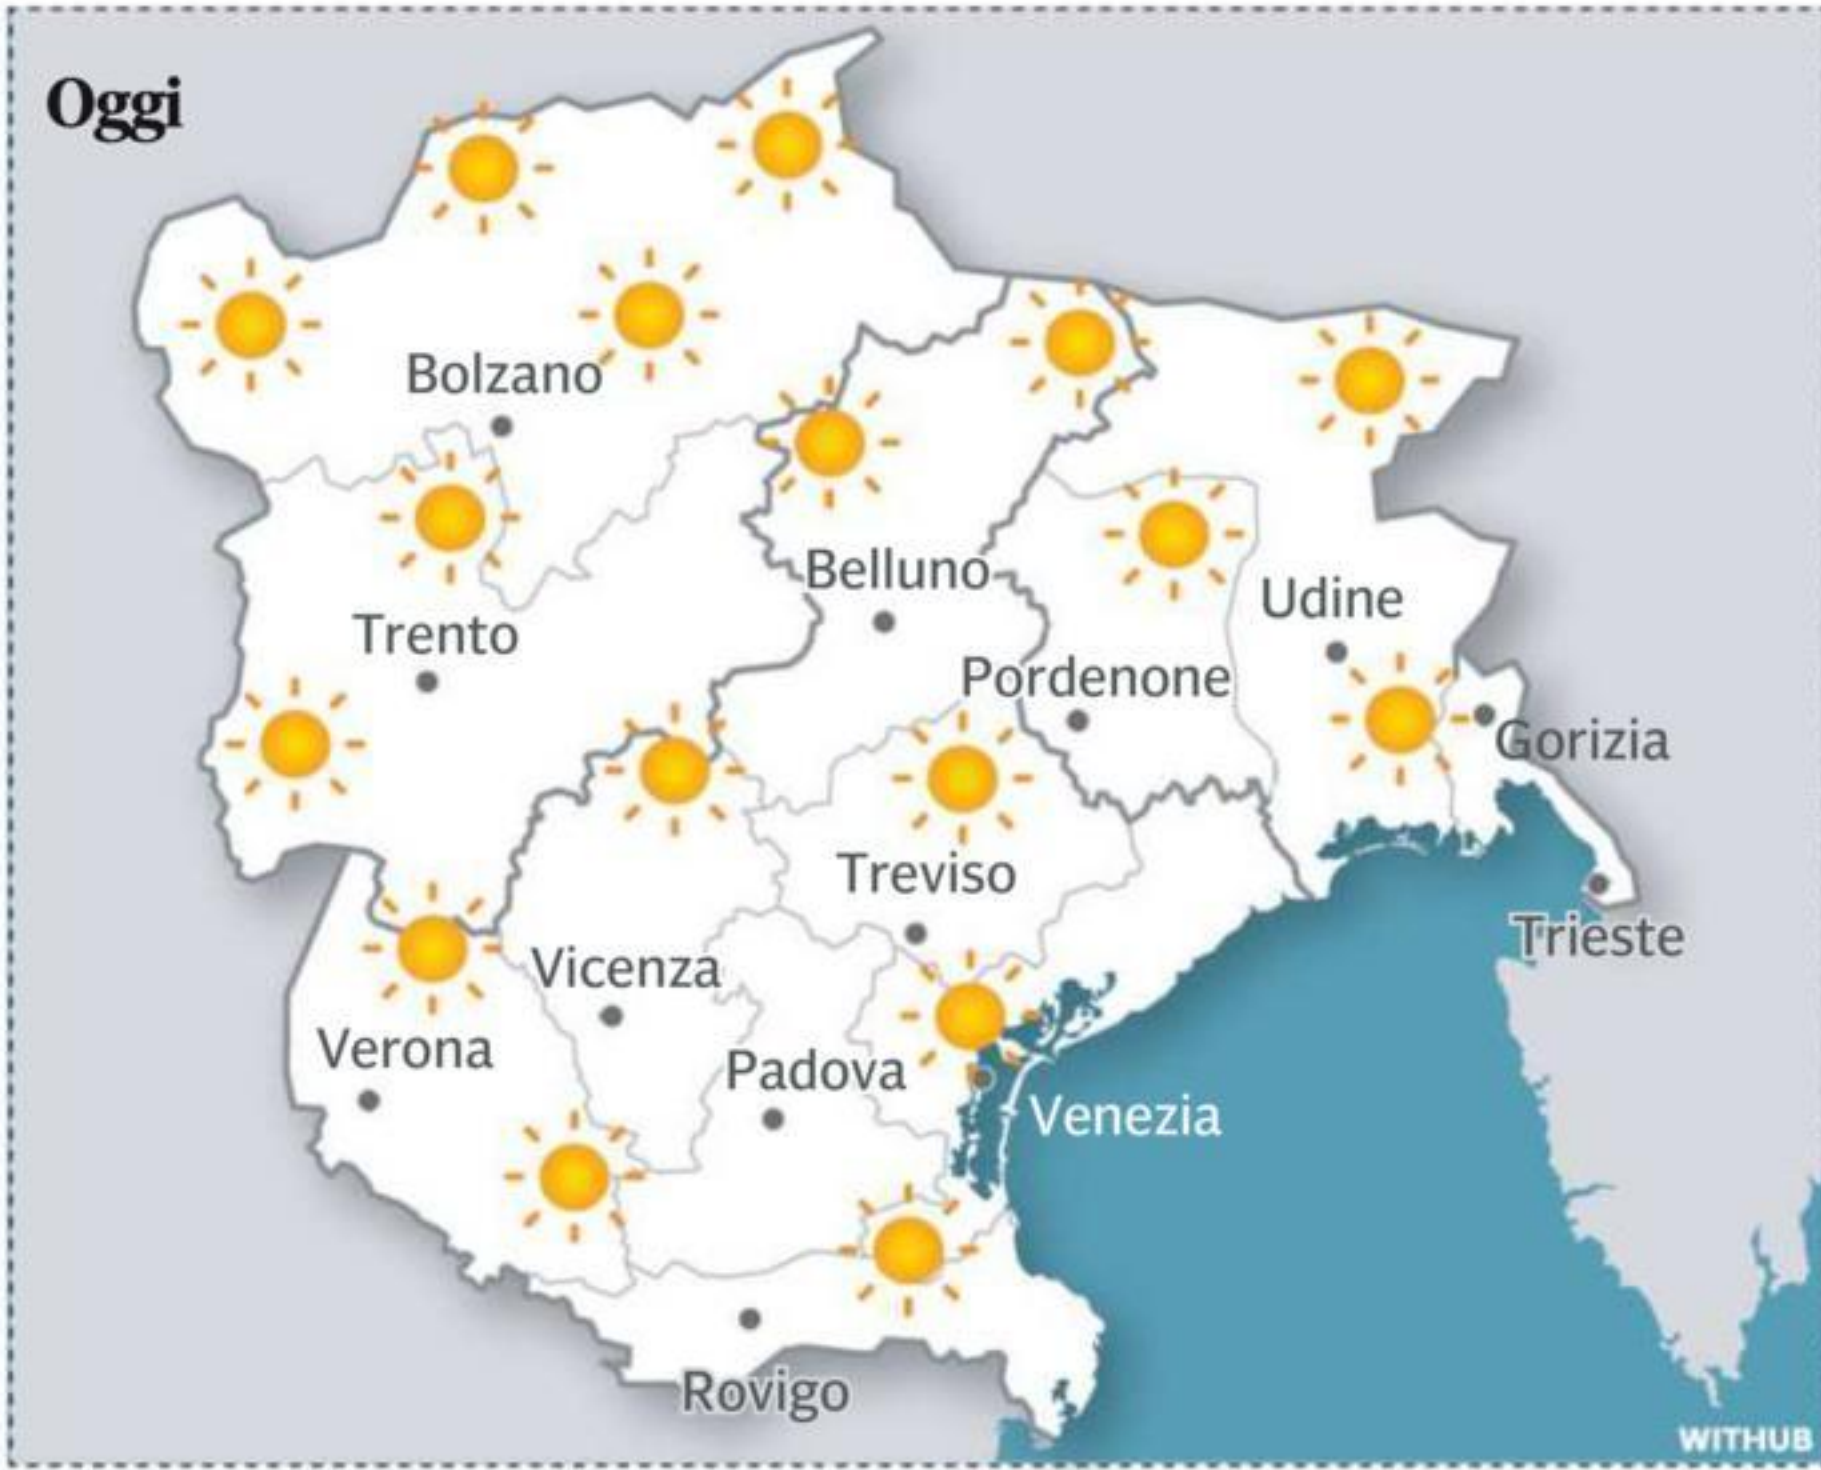 Oggi
Bolzano
Belluno
Udine
Trento
Pordenone
Gorizia
Treviso
Trieste
Vicenza
Verona
Padova
Venezia
Rovigo
WITHUB